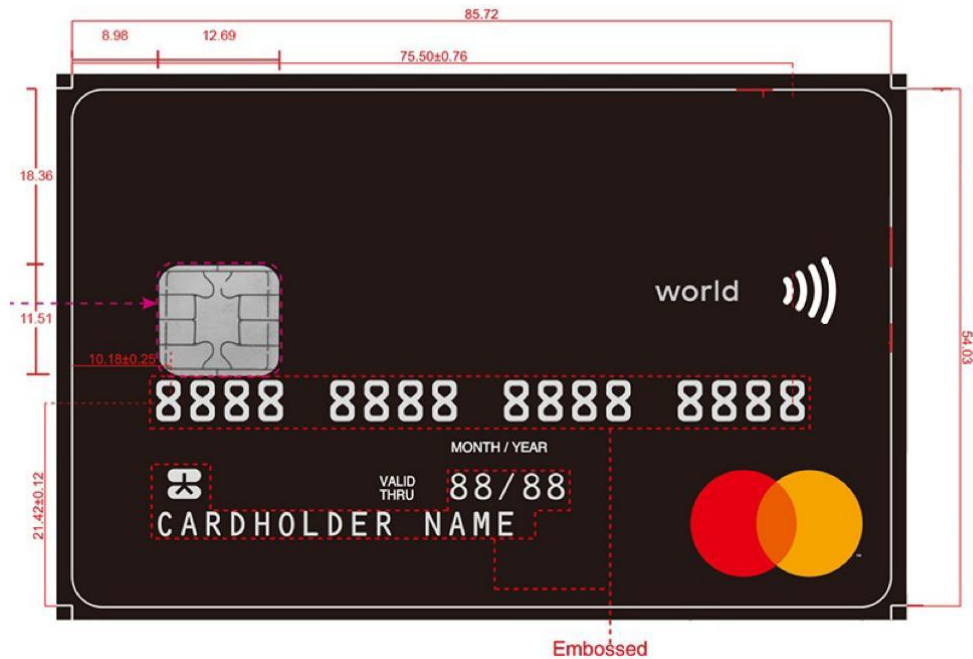 85.72
8.98 12.69
75.50±0.76
18.36
11.51
world
10.18±0.25
8888 8888 8888 8888
MONTH / YEAR
VALID
THRU
88/88
CARDHOLDER NAME
21.42±0.12
54.03
™
Embossed